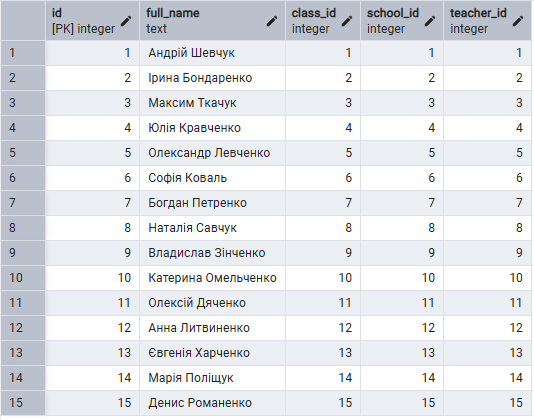 id full_name class_id school_id teacher_id
[PK] integer text integer integer integer
1 1 Андрій Шевчук 1 1 1
2 2 Ірина Бондаренко 2 2 2
3 3 Максим Ткачук 3 3 3
4 4 Юлія Кравченко 4 4 4
5 5 Олександр Левченко 5 5 5
6 6 Софія Коваль 6 6 6
7 7 Богдан Петренко 7 7 7
8 8 Наталія Савчук 8 8 8
9 9 Владислав Зінченко 9 9 9
10 10 Катерина Омельченко 10 10 10
11 11 Олексій Дяченко 11 11 11
12 12 Анна Литвиненко 12 12 12
13 13 Євгенія Харченко 13 13 13
14 14 Марія Поліщук 14 14 14
15 15 Денис Романенко 15 15 15